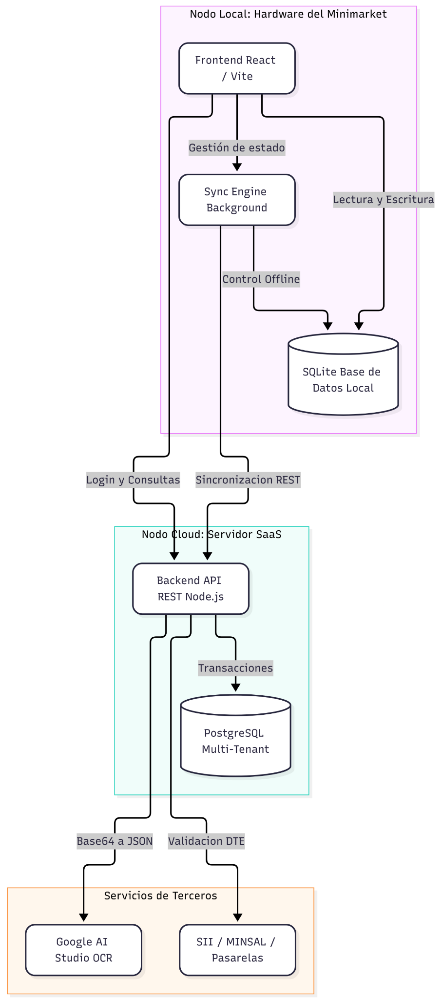 Nodo Local: Hardware del Minimarket
Frontend React
/ Vite
Gestión de estado
Sync Engine
Background
Lectura y Escritura
Control Offline
SQLite Base de
Datos Local
Login y Consultas
Sincronizacion REST
Nodo Cloud: Servidor SaaS
Backend API
REST Node.js
Transacciones
PostgreSQL
Multi-Tenant
Base64 a JSON
Validacion DTE
Servicios de Terceros
Google AI
Studio OCR
SII / MINSAL /
Pasarelas